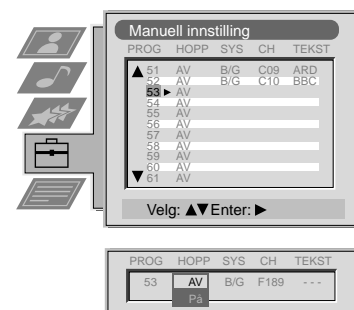 Manuell innstilling
PROG HOPP SYS CH TEKST
51 AV B/G C09 ARD
52 AV B/G C10 BBC
53 ▶ AV
54 AV
55 AV
56 AV
57 AV
58 AV
59 AV
60 AV
61 AV
Velg: ▲▼ Enter: ▶
PROG HOPP SYS CH TEKST
53 AV B/G F189 - - -
På